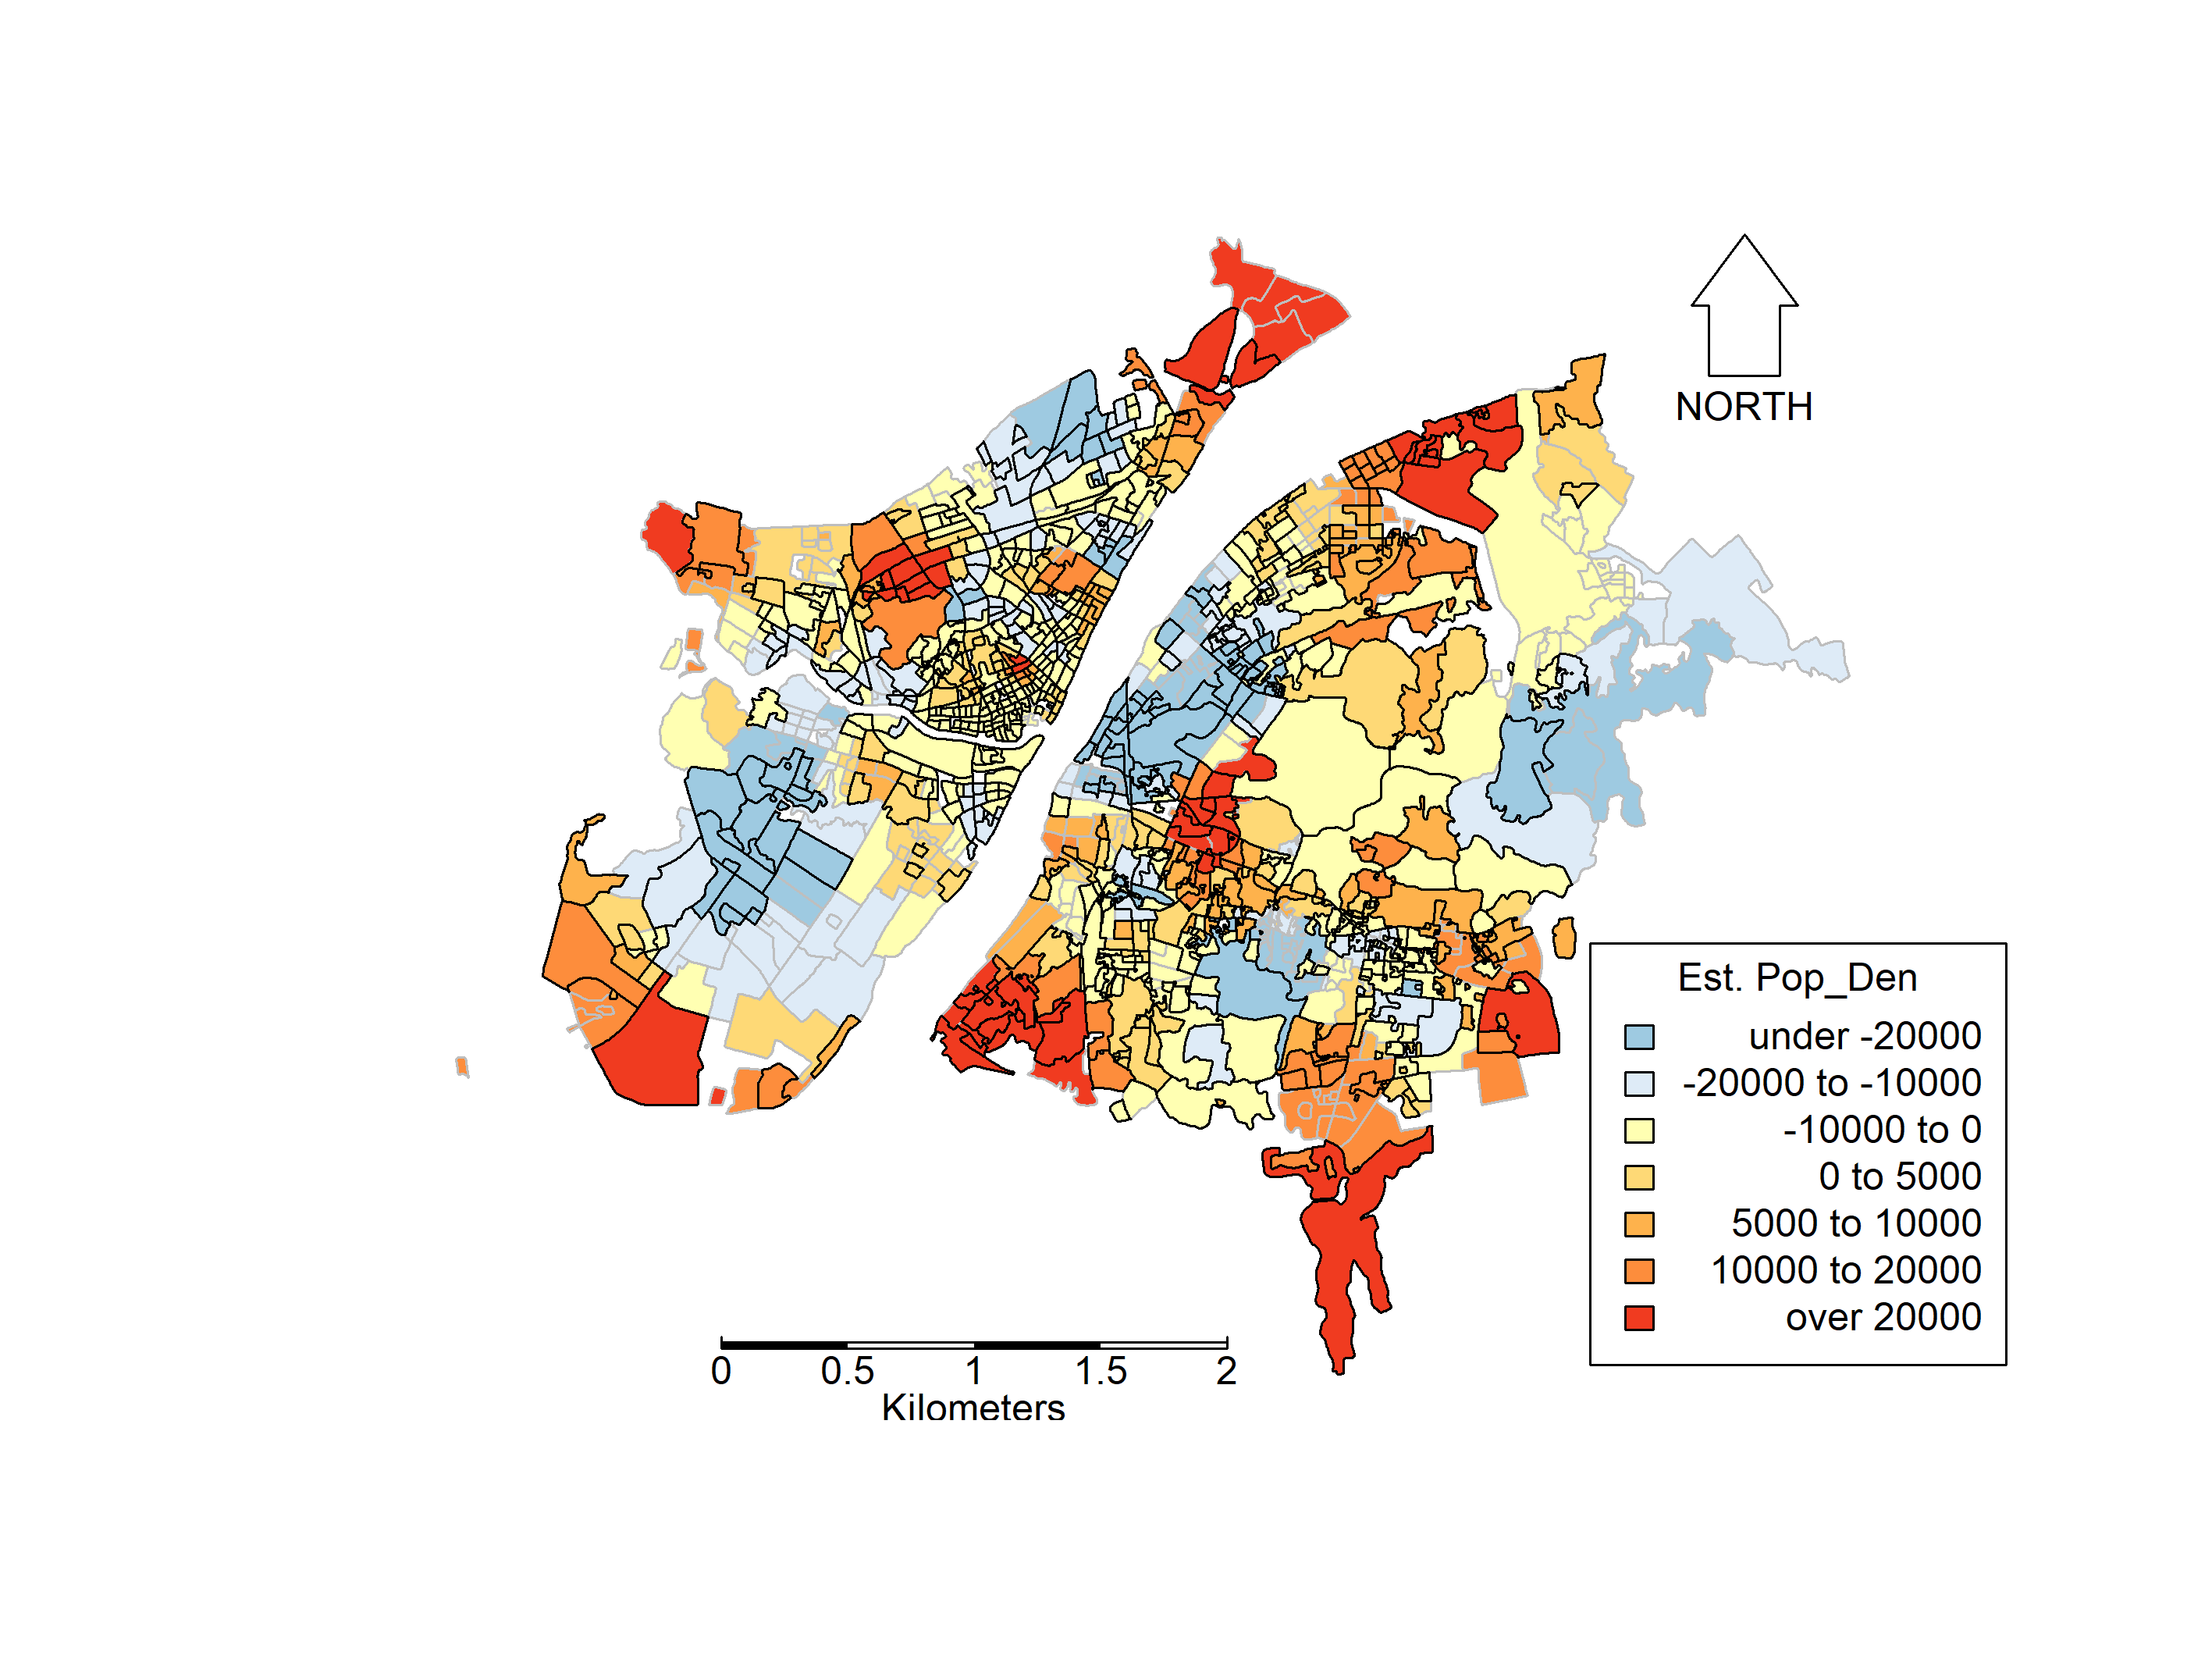 NORTH
Est. Pop_Den
under -20000
-20000 to -10000
-10000 to 0
0 to 5000
5000 to 10000
10000 to 20000
over 20000
0 0.5 1 1.5 2
Kilometers